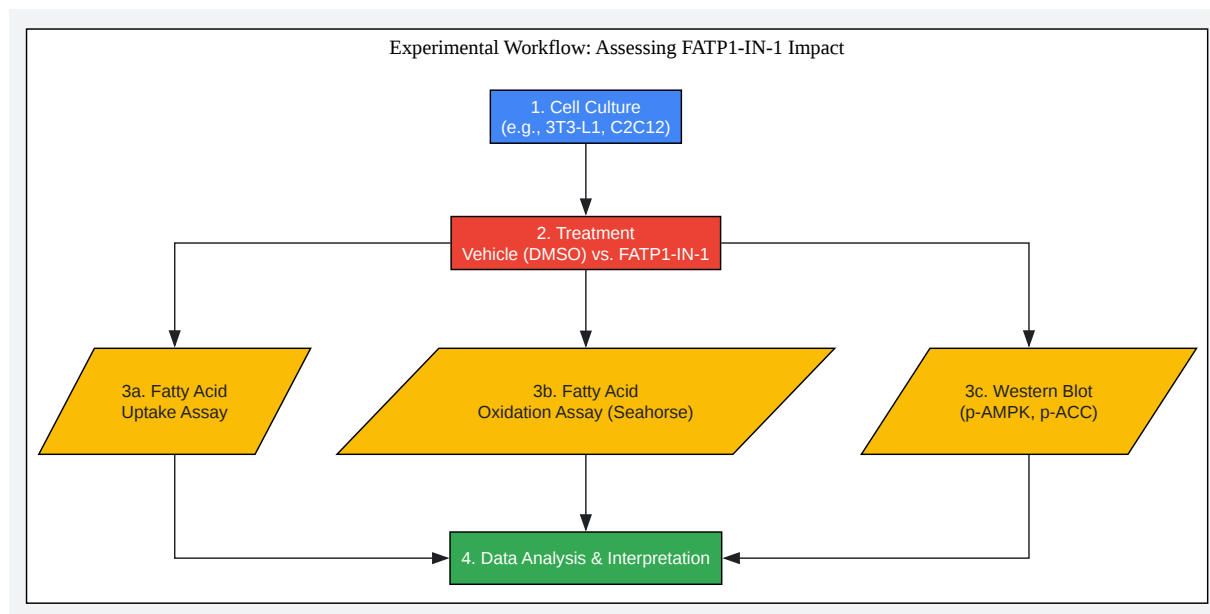 Experimental Workflow: Assessing FATP1-IN-1 Impact
1. Cell Culture
(e.g., 3T3-L1, C2C12)
2. Treatment
Vehicle (DMSO) vs. FATP1-IN-1
3a. Fatty Acid
Uptake Assay
3b. Fatty Acid
Oxidation Assay (Seahorse)
3c. Western Blot
(p-AMPK, p-ACC)
4. Data Analysis & Interpretation